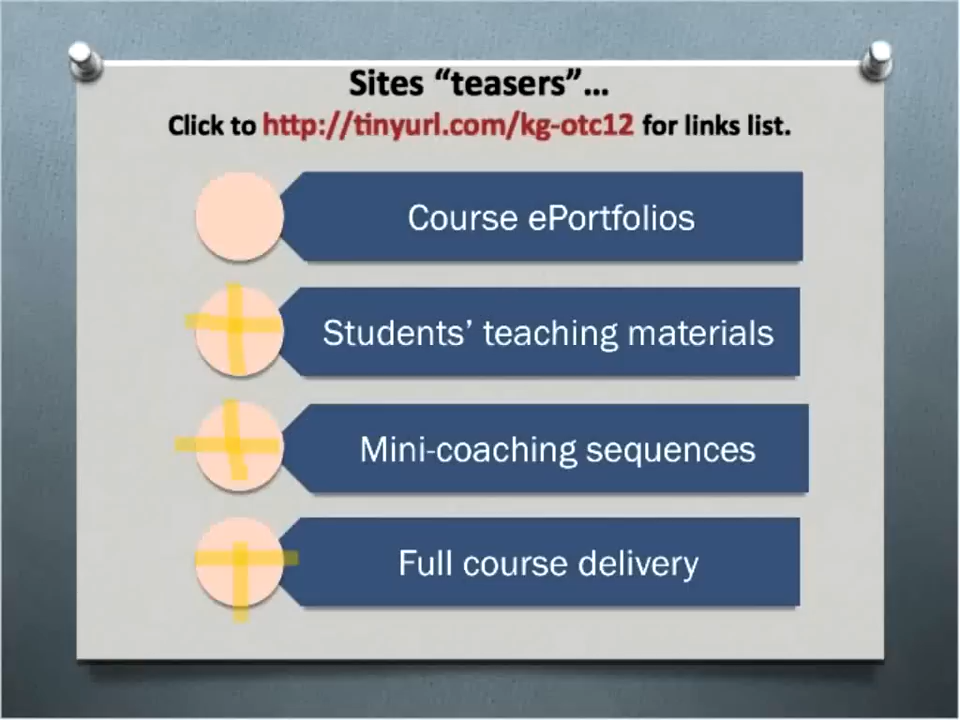 Sites “teasers”...
Click to http://tinyurl.com/kg-otc12 for links list.
Course ePortfolios
Students’ teaching materials
Mini-coaching sequences
Full course delivery